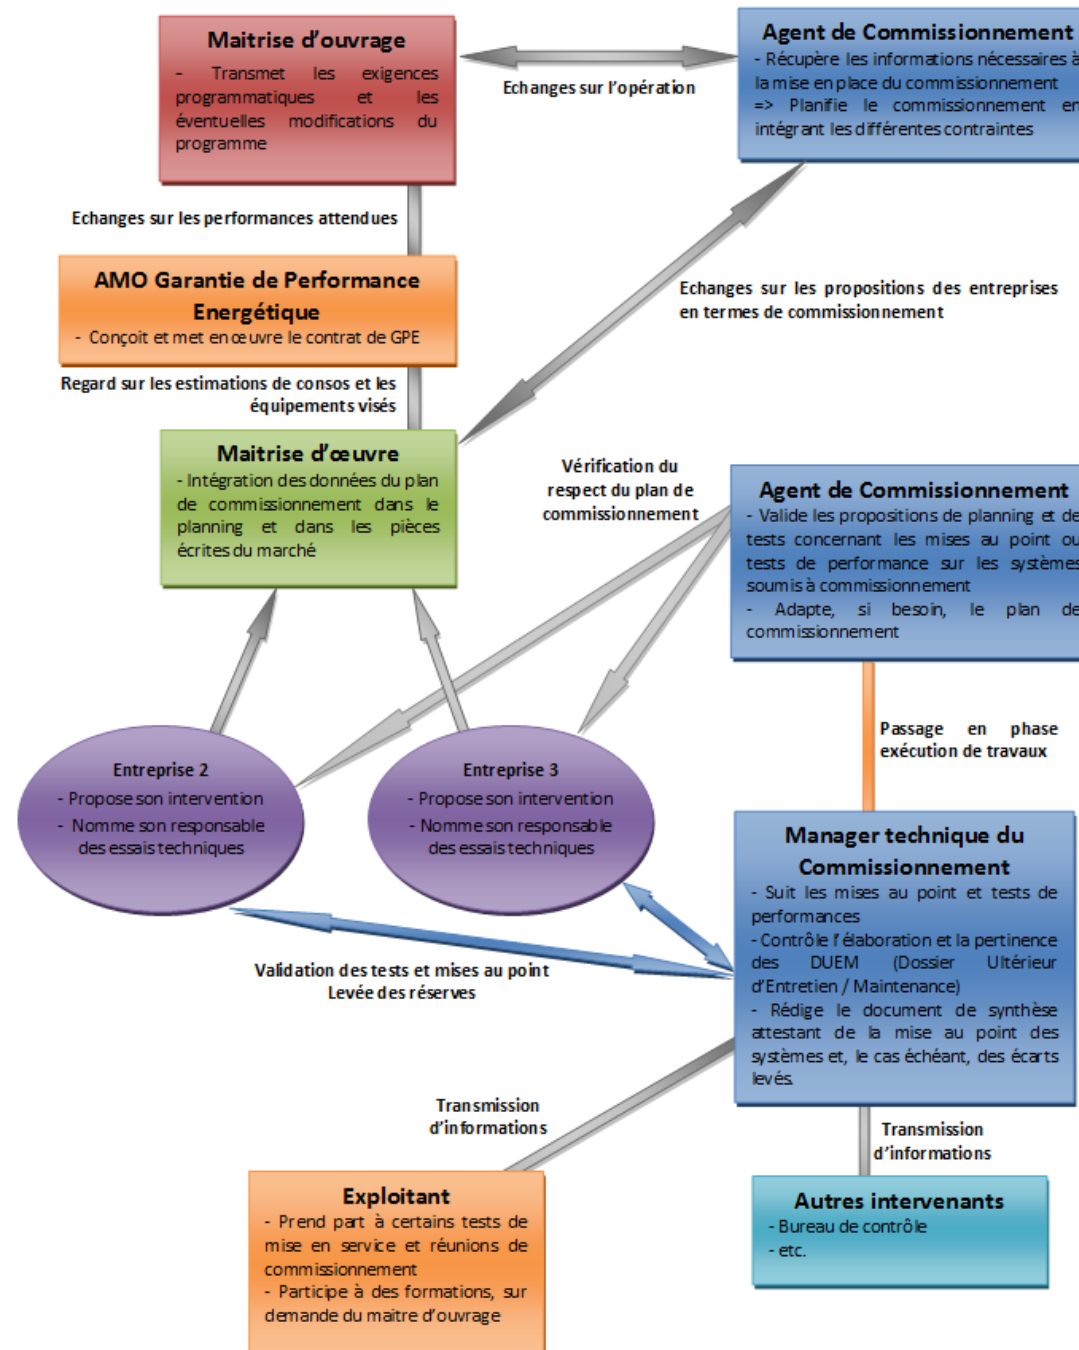 Maitrise d'ouvrage
- Transmet les exigences
programmatiques et les
éventuelles modifications du
programme
Agent de Commissionnement
- Récupère les informations nécessaires à
la mise en place du commissionnement
=> Planifie le commissionnement en
intégrant les différentes contraintes
Echanges sur l'opération
Echanges sur les performances attendues
AMO Garantie de Performance
Energétique
- Conçoit et met en œuvre le contrat de GPE
Echanges sur les propositions des entreprises
en termes de commissionnement
Regard sur les estimations de consos et les
équipements visés
Maitrise d'œuvre
- Intégration des données du plan
de commissionnement dans le
planning et dans les pièces
écrites du marché
Vérification du
respect du plan de
commissionnement
Agent de Commissionnement
- Valide les propositions de planning et de
tests concernant les mises au point ou
tests de performance sur les systèmes
soumis à commissionnement
- Adapte, si besoin, le plan de
commissionnement
Passage en phase
exécution de travaux
Entreprise 2
- Propose son intervention
- Nomme son responsable
des essais techniques
Entreprise 3
- Propose son intervention
- Nomme son responsable
des essais techniques
Manager technique du
Commissionnement
- Suit les mises au point et tests de
performances
- Contrôle l'élaboration et la pertinence
des DUEM (Dossier Ultérieur
d'Entretien / Maintenance)
- Rédige le document de synthèse
attestant de la mise au point des
systèmes et, le cas échéant, des écarts
levés.
Validation des tests et mises au point
Levée des réserves
Transmission
d'informations
Transmission
d'informations
Exploitant
- Prend part à certains tests de
mise en service et réunions de
commissionnement
- Participe à des formations, sur
demande du maitre d'ouvrage
Autres intervenants
- Bureau de contrôle
- etc.